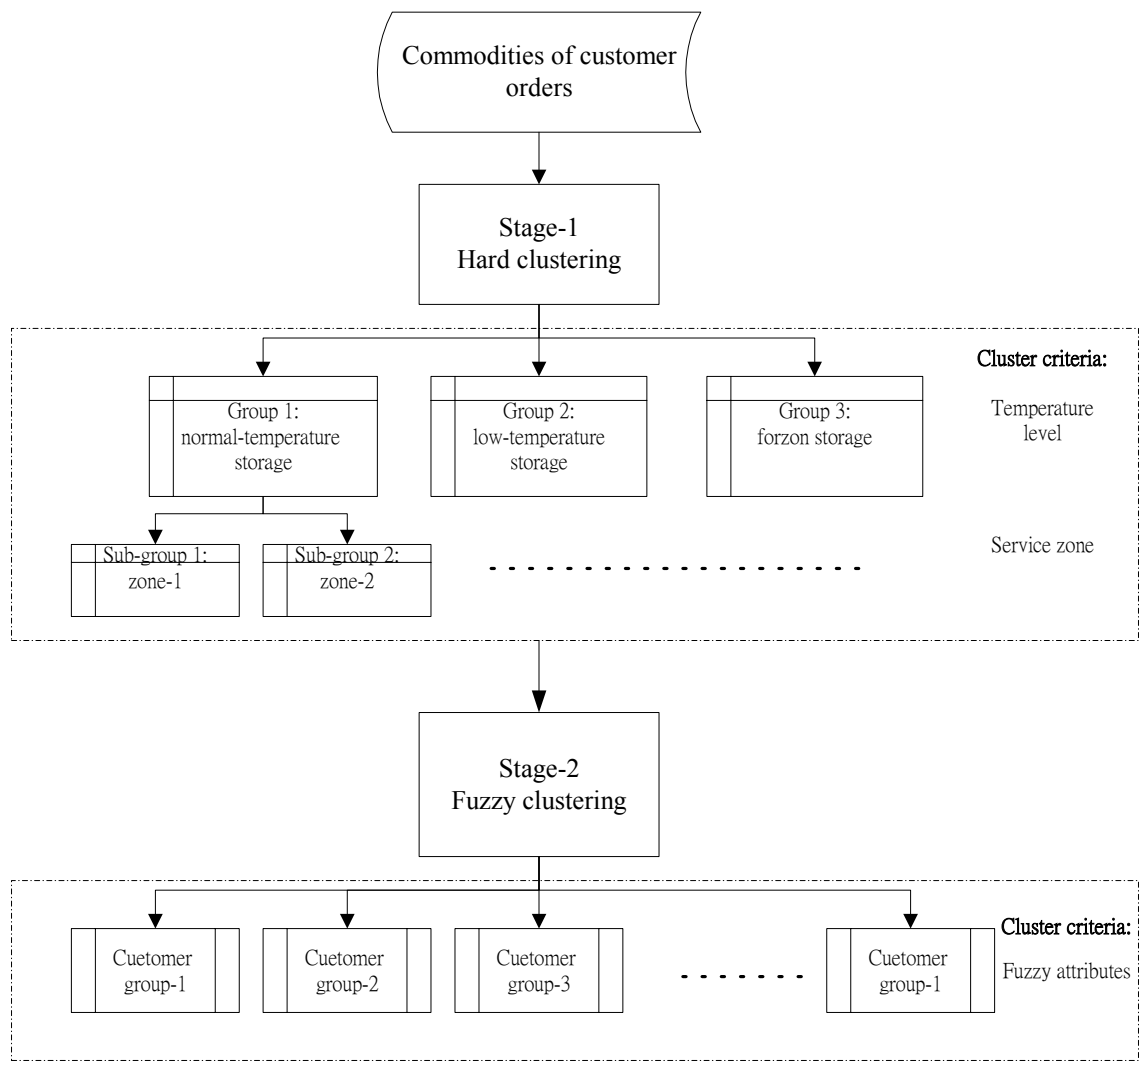 Commodities of customer
orders
Stage-1
Hard clustering
Cluster criteria:
Group 1:
normal-temperature
storage
Group 2:
low-temperature
storage
Group 3:
forzon storage
Temperature
level
Sub-group 1:
zone-1
Sub-group 2:
zone-2
Service zone
Stage-2
Fuzzy clustering
Cluster criteria:
Cuetomer
group-1
Cuetomer
group-2
Cuetomer
group-3
Cuetomer
group-1
Fuzzy attributes